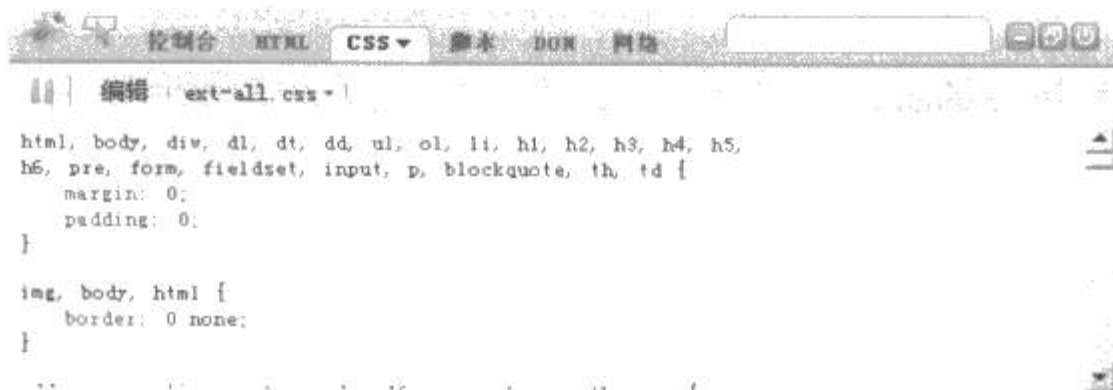 控制台 HTML CSS 脚本 DOM 网络
编辑 ext-all.css
html, body, div, dl, dt, dd, ul, ol, li, h1, h2, h3, h4, h5,
h6, pre, form, fieldset, input, p, blockquote, th, td {
margin: 0;
padding: 0;
}
img, body, html {
border: 0 none;
}